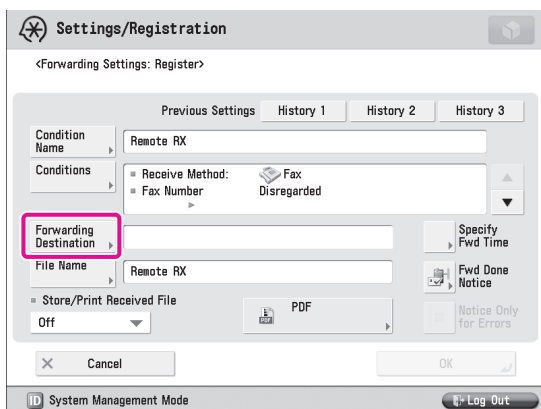 Settings/Registration
<Forwarding Settings: Register>
Previous Settings History 1 History 2 History 3
Condition Name Remote RX
Conditions Receive Method: Fax
Fax Number Disregarded
Forwarding Destination Specify Fwd Time
File Name Remote RX Fwd Done Notice
Store/Print Received File
Off PDF Notice Only for Errors
Cancel OK
ID System Management Mode Log Out